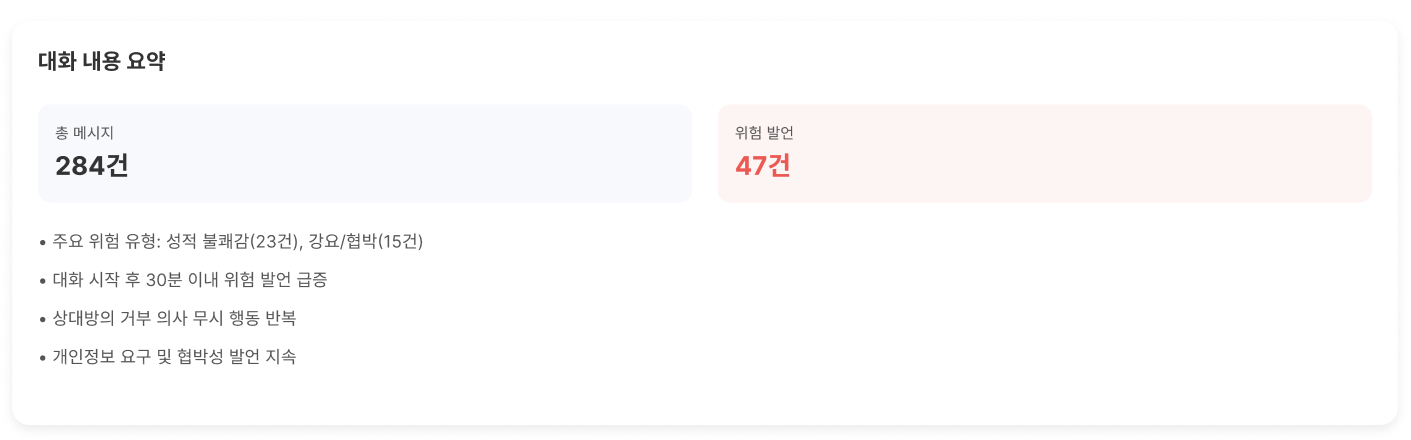 대화 내용 요약
총 메시지
284건
위험 발언
47건
• 주요 위험 유형: 성적 불쾌감(23건), 강요/협박(15건)
• 대화 시작 후 30분 이내 위험 발언 급증
• 상대방의 거부 의사 무시 행동 반복
• 개인정보 요구 및 협박성 발언 지속